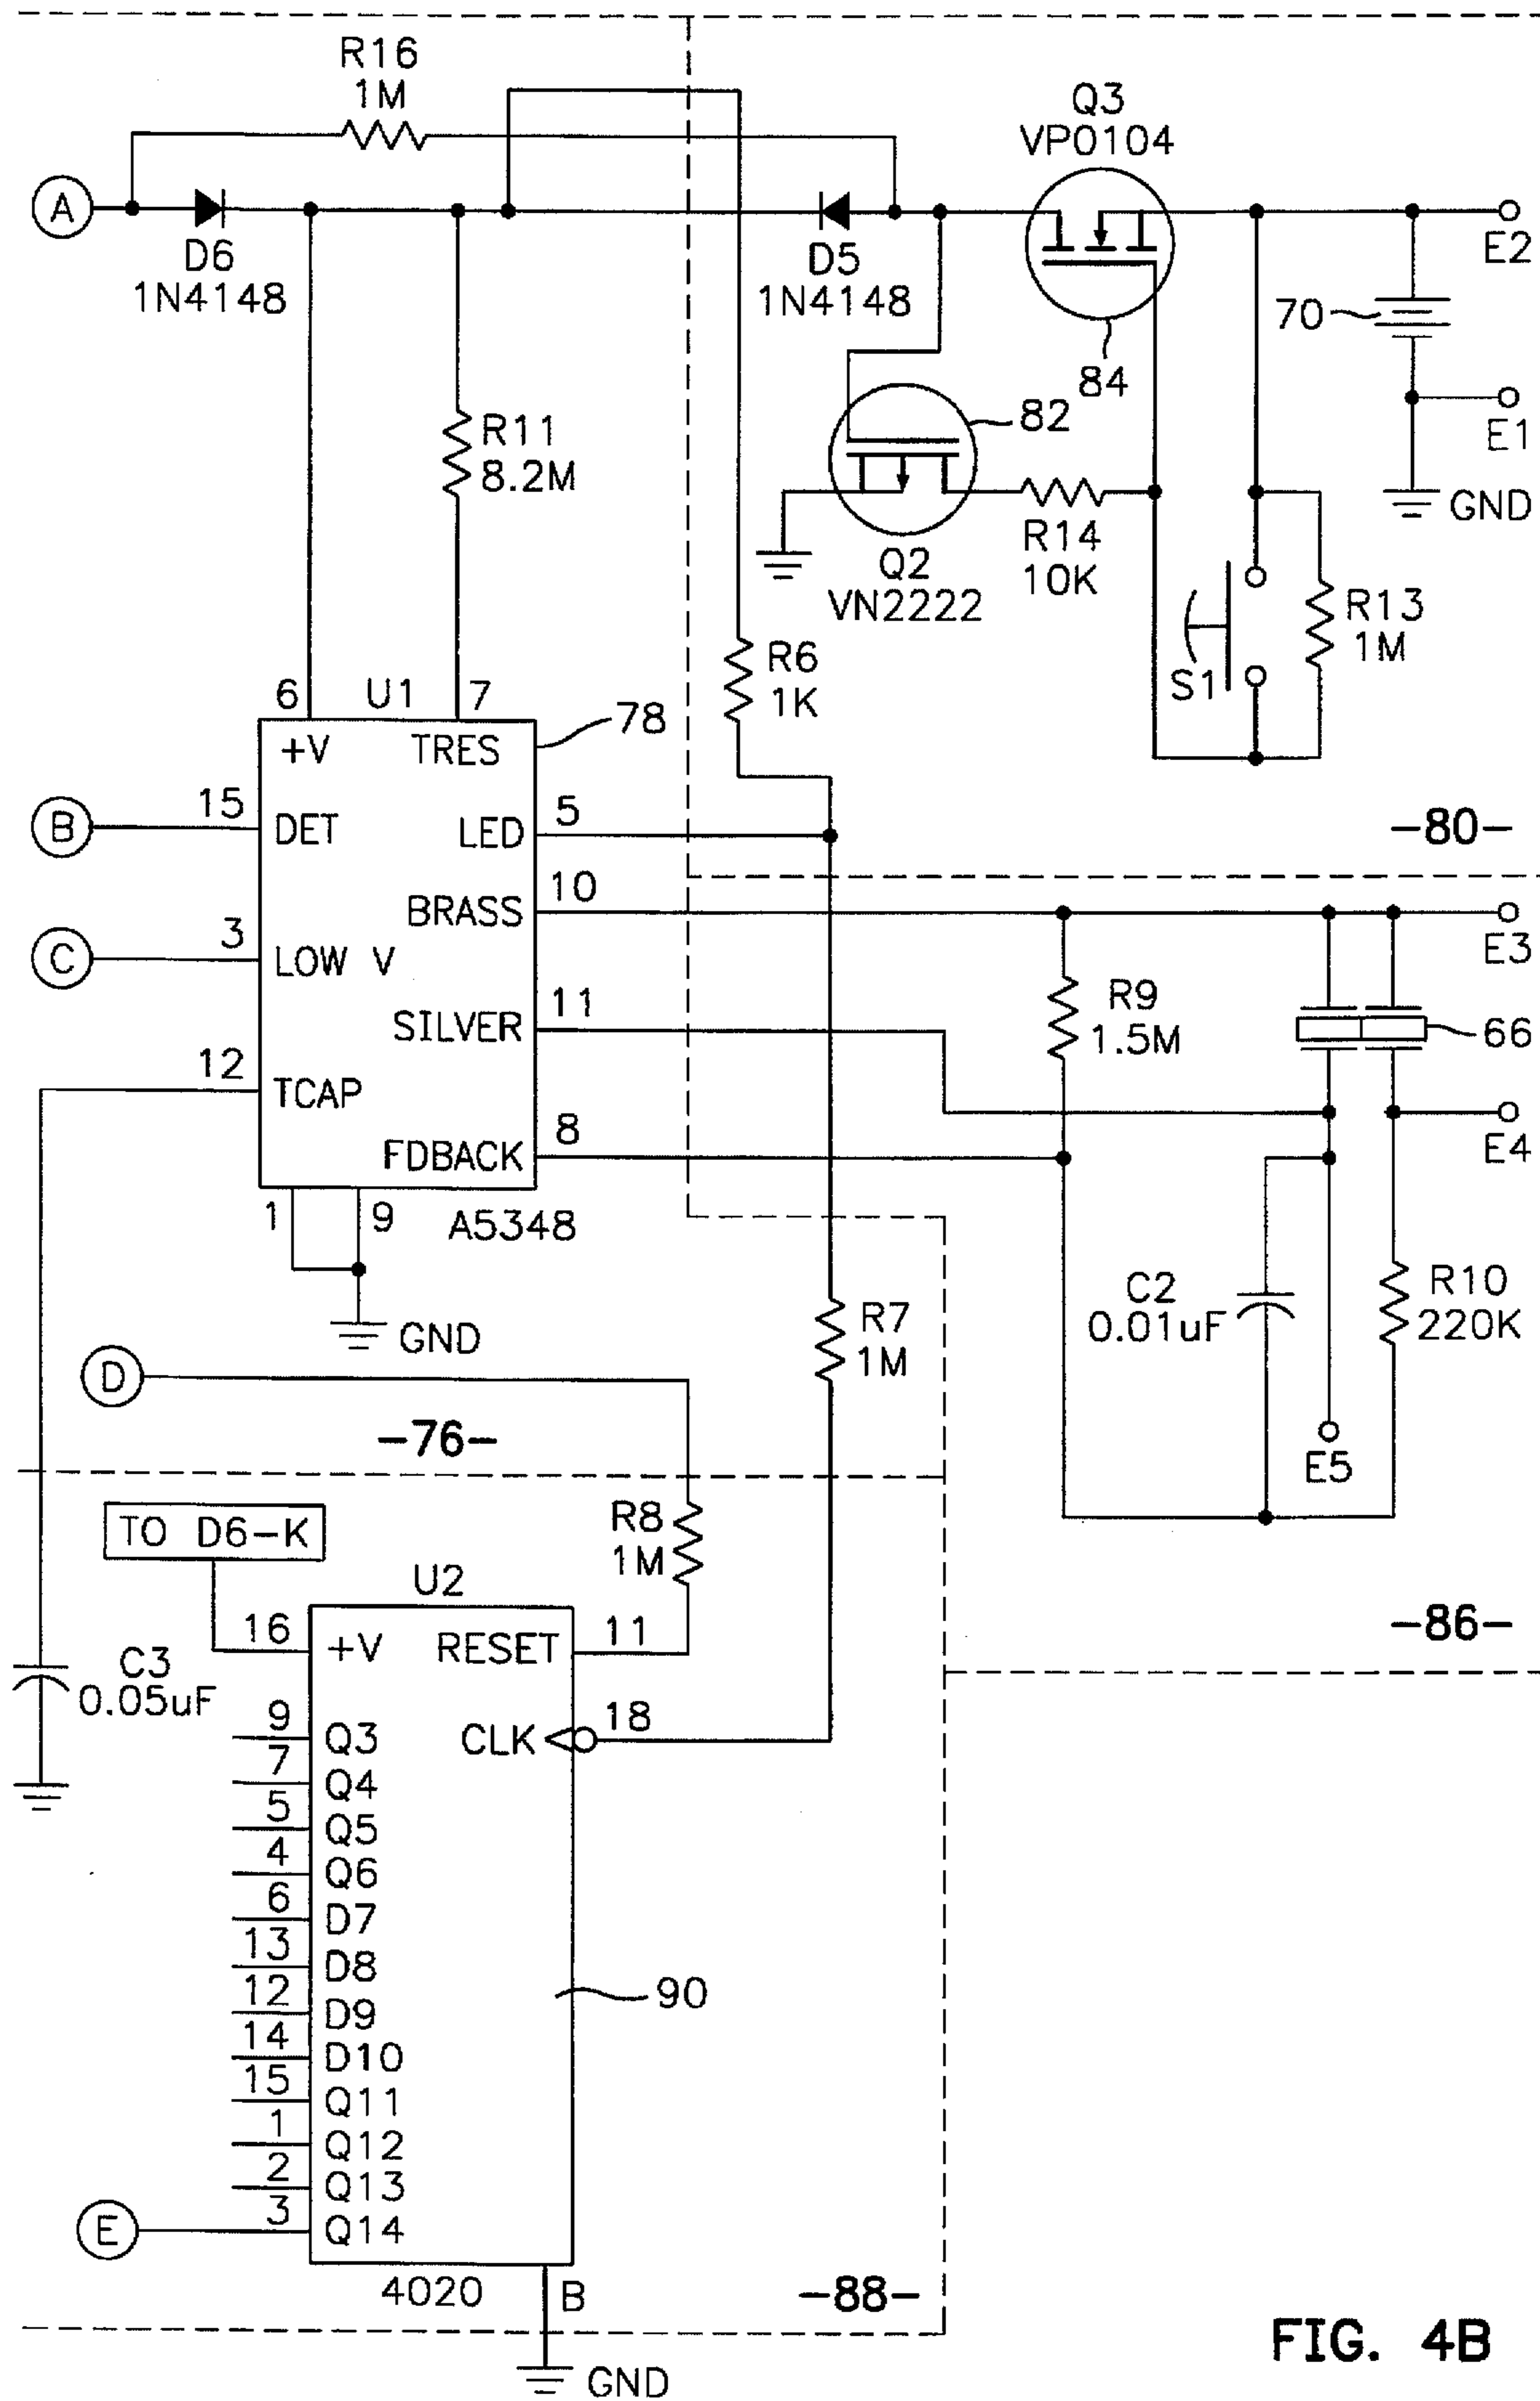 R16
1M
Q3
VP0104
A
D6
1N4148
D5
1N4148
E2
70
84
E1
82
R11
8.2M
GND
R14
10K
Q2
VN2222
R13
1M
S1
R6
1K
6
U1
7
78
+V
TRES
B
15
DET
LED
5
-80-
BRASS
10
C
3
LOW V
E3
SILVER
11
R9
1.5M
66
12
TCAP
E4
FDBACK
8
1
9
A5348
C2
0.01uF
R10
220K
GND
R7
1M
D
-76-
E5
TO D6-K
R8
1M
U2
16
+V
RESET
11
-86-
C3
0.05uF
9
Q3
CLK
18
7
Q4
5
Q5
4
Q6
6
D7
13
D8
12
D9
90
14
D10
15
Q11
1
Q12
2
Q13
E
3
Q14
4020
B
-88-
GND
FIG. 4B